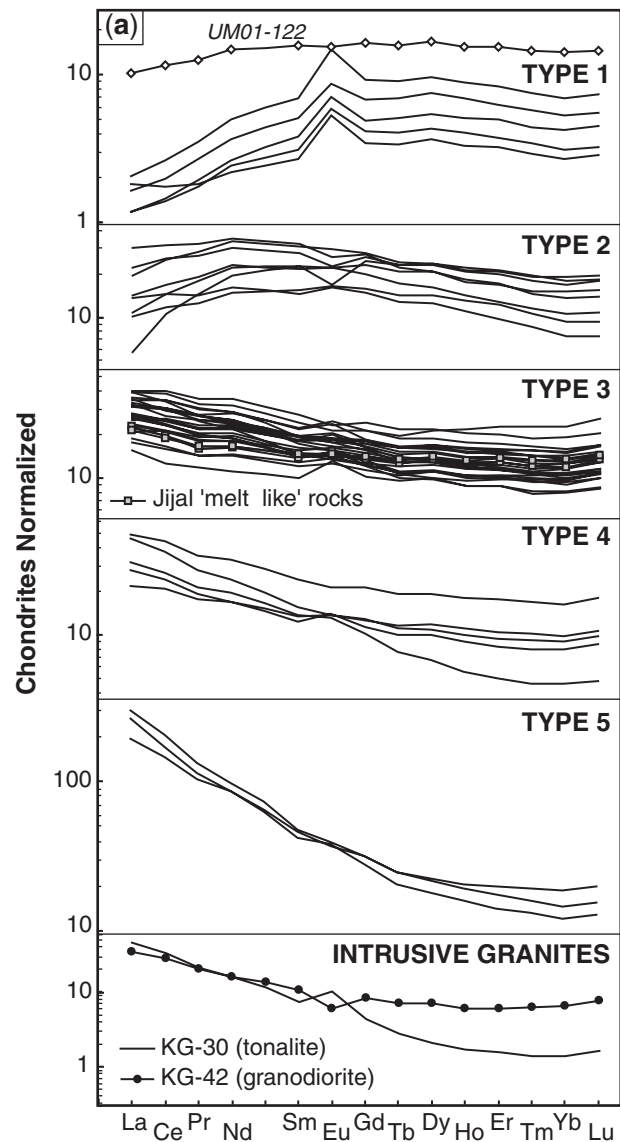 (a)
UM01-122
10
TYPE 1
1
TYPE 2
10
TYPE 3
10
Jijal 'melt like' rocks
TYPE 4
10
TYPE 5
100
10
INTRUSIVE GRANITES
10
KG-30 (tonalite)
1
KG-42 (granodiorite)
Chondrites Normalized
La Ce Pr Nd Sm Eu Gd Tb Dy Ho Er Tm Yb Lu